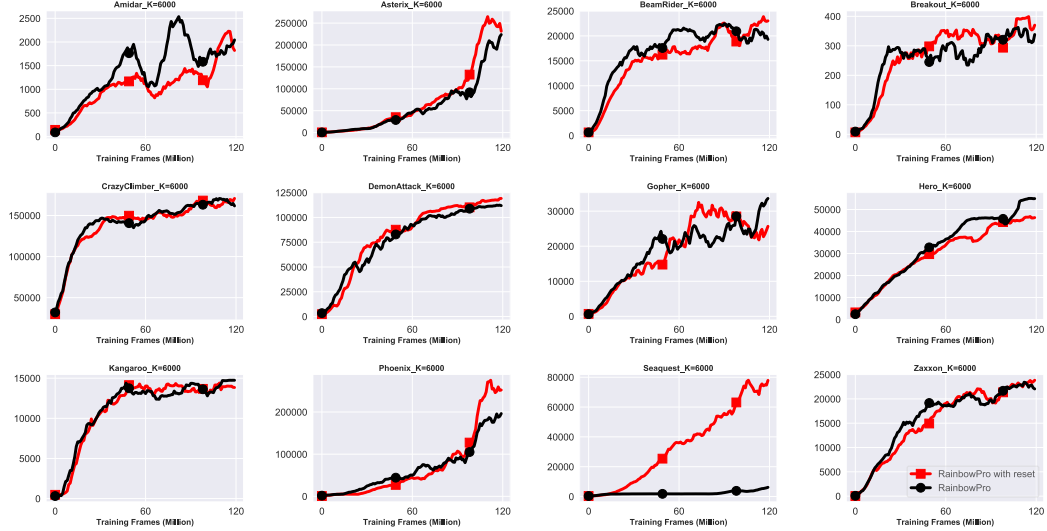 Amidar_K=6000
2500
2000
1500
1000
500
0
0 60 120
Training Frames (Million)
Asterix_K=6000
250000
200000
150000
100000
50000
0
0 60 120
Training Frames (Million)
BeamRider_K=6000
25000
20000
15000
10000
5000
0
0 60 120
Training Frames (Million)
Breakout_K=6000
400
300
200
100
0
0 60 120
Training Frames (Million)
CrazyClimber_K=6000
150000
100000
50000
0 60 120
Training Frames (Million)
DemonAttack_K=6000
125000
100000
75000
50000
25000
0
0 60 120
Training Frames (Million)
Gopher_K=6000
30000
20000
10000
0
0 60 120
Training Frames (Million)
Hero_K=6000
50000
40000
30000
20000
10000
0
0 60 120
Training Frames (Million)
Kangaroo_K=6000
15000
10000
5000
0
0 60 120
Training Frames (Million)
Phoenix_K=6000
200000
100000
0
0 60 120
Training Frames (Million)
Seaquest_K=6000
80000
60000
40000
20000
0
0 60 120
Training Frames (Million)
Zaxxon_K=6000
25000
20000
15000
10000
5000
0
0 60 120
Training Frames (Million)
RainbowPro with reset
RainbowPro